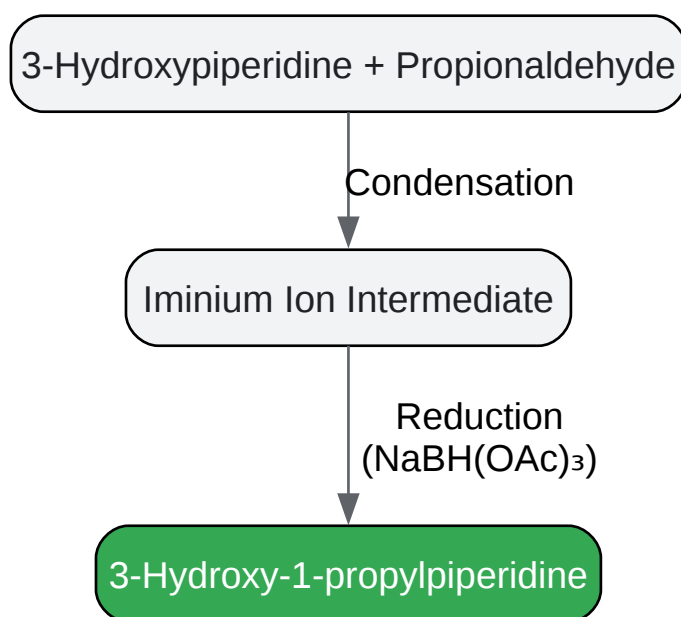 3-Hydroxypiperidine + Propionaldehyde
Condensation
Iminium Ion Intermediate
Reduction
(NaBH(OAc)₃)
3-Hydroxy-1-propylpiperidine